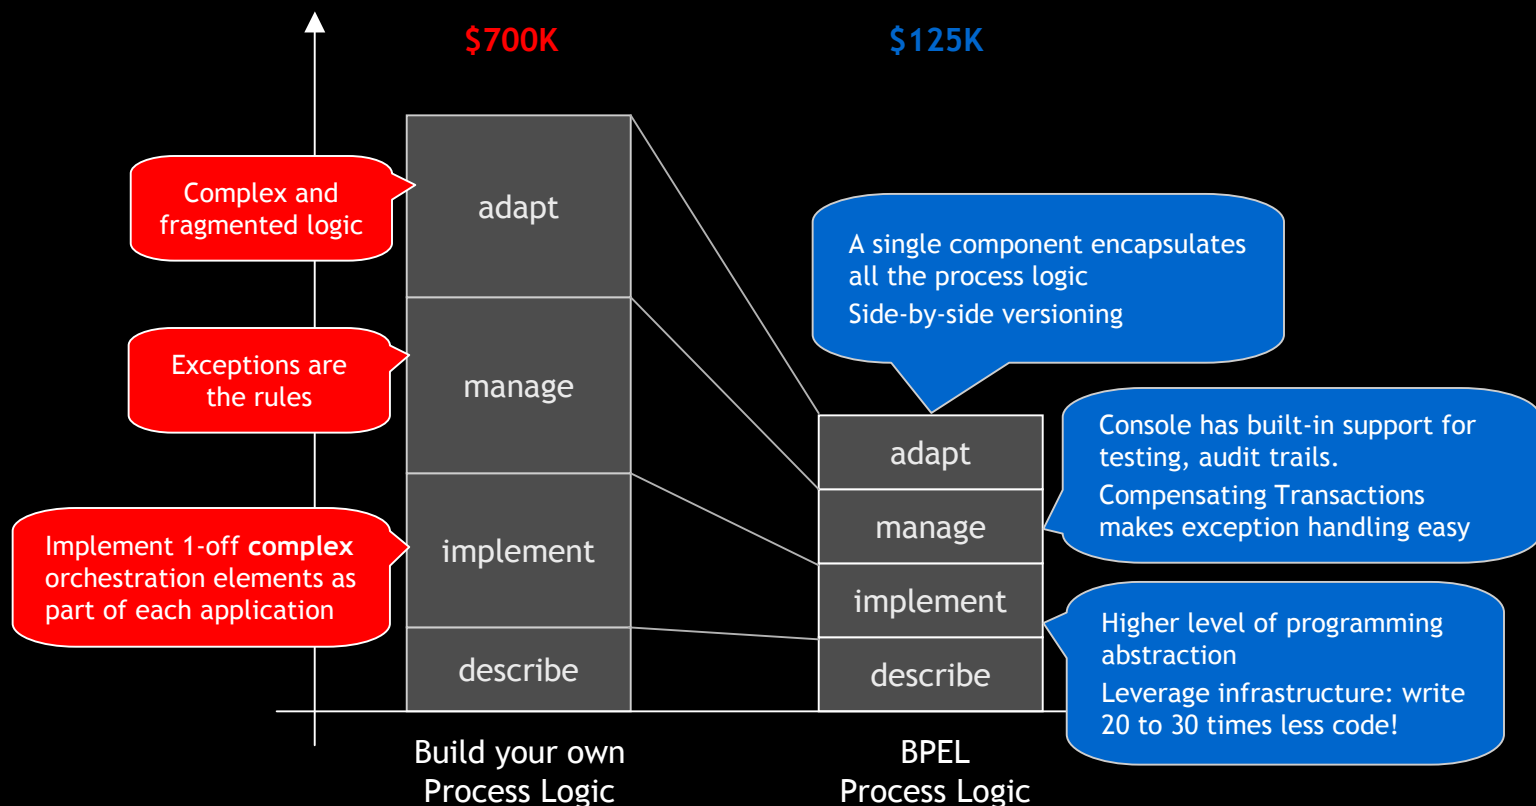 $700K
$125K
Complex and
fragmented logic
adapt
Exceptions are
the rules
manage
Implement 1-off complex
orchestration elements as
part of each application
implement
describe
A single component encapsulates
all the process logic
Side-by-side versioning
adapt
Console has built-in support for
testing, audit trails.
Compensating Transactions
makes exception handling easy
manage
implement
Higher level of programming
abstraction
Leverage infrastructure: write
20 to 30 times less code!
describe
Build your own
Process Logic
BPEL
Process Logic